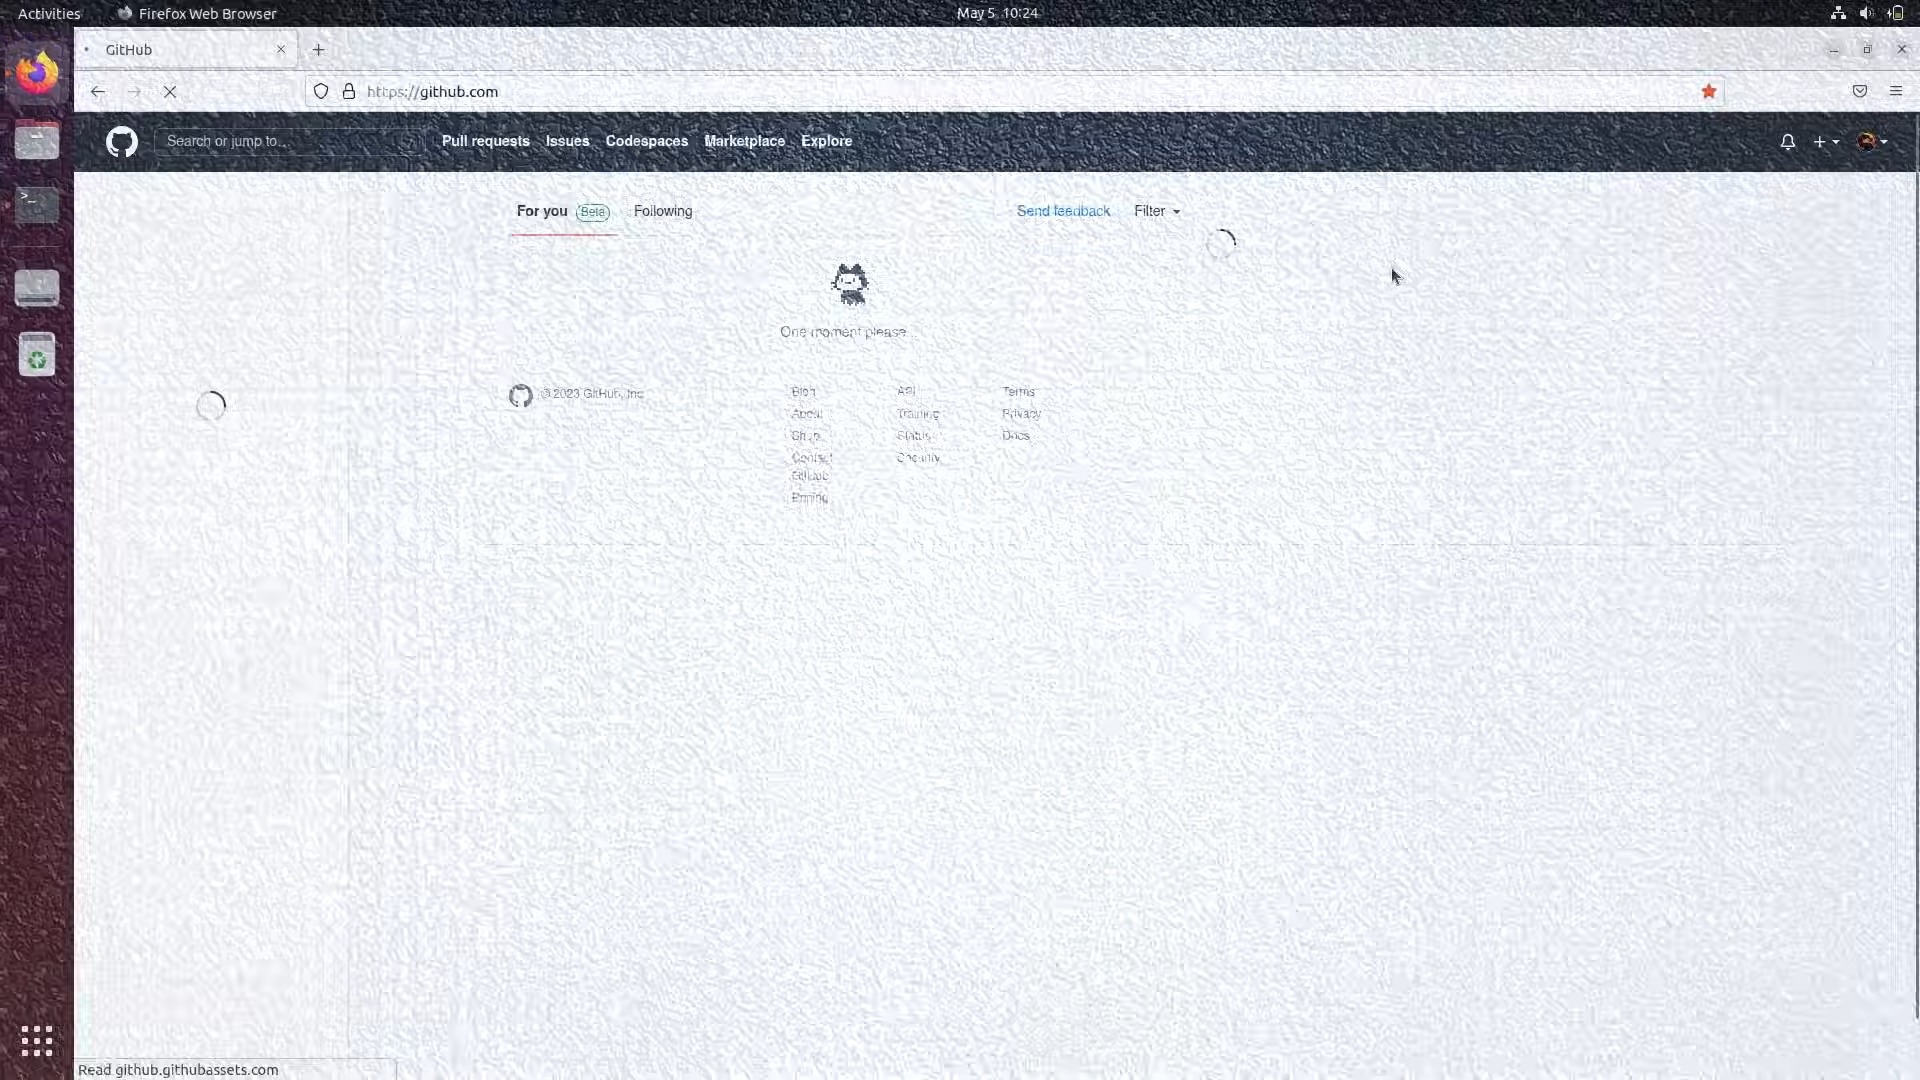 Activities
Firefox Web Browser
May 5 10:24
GitHub
https://github.com
Search or jump to...
Pull requests
Issues
Codespaces
Marketplace
Explore
For you
Beta
Following
Send feedback
Filter
One moment please...
© 2023 GitHub, Inc.
Blog
About
Shop
Contact
GitHub
Pricing
API
Training
Status
Security
Terms
Privacy
Docs
Read github.githubassets.com